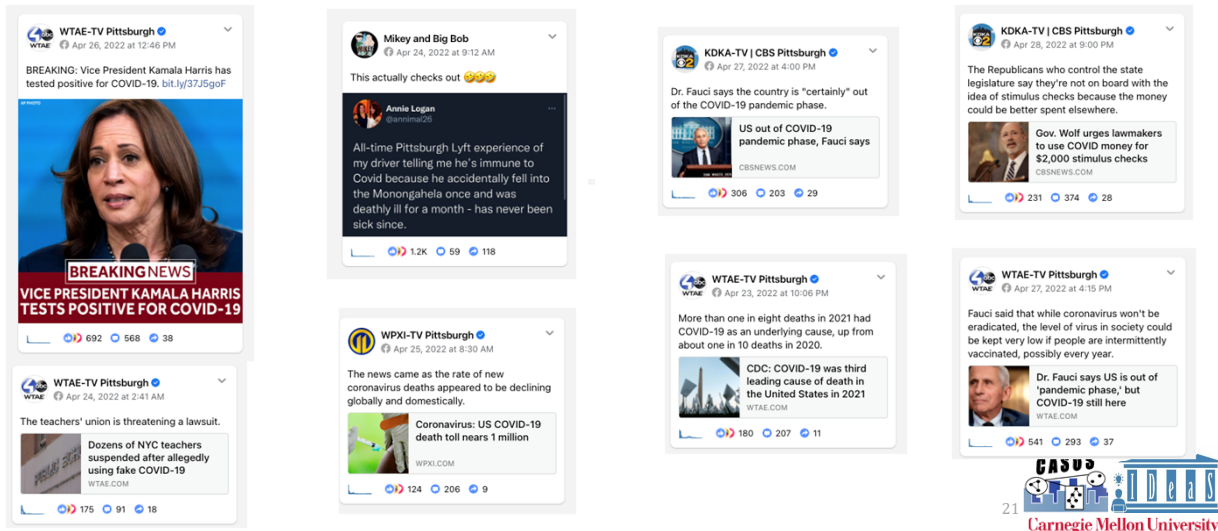 WTAE-TV Pittsburgh
Apr 26, 2022 at 12:46 PM
BREAKING: Vice President Kamala Harris has
tested positive for COVID-19. bit.ly/37J5goF
AP PHOTO
BREAKING NEWS
VICE PRESIDENT KAMALA HARRIS
TESTS POSITIVE FOR COVID-19
692 568 38
WTAE-TV Pittsburgh
Apr 24, 2022 at 2:41 AM
The teachers' union is threatening a lawsuit.
Dozens of NYC teachers
suspended after allegedly
using fake COVID-19
WTAE.COM
175 91 18
Mikey and Big Bob
Apr 24, 2022 at 9:12 AM
This actually checks out 🤣🤣🤣
Annie Logan
@annimal26
All-time Pittsburgh Lyft experience of
my driver telling me he's immune to
Covid because he accidentally fell into
the Monongahela once and was
deathly ill for a month - has never been
sick since.
1.2K 59 118
WPXI-TV Pittsburgh
Apr 25, 2022 at 8:30 AM
The news came as the rate of new
coronavirus deaths appeared to be declining
globally and domestically.
Coronavirus: US COVID-19
death toll nears 1 million
WPXI.COM
124 206 9
KDKA-TV | CBS Pittsburgh
Apr 27, 2022 at 4:00 PM
Dr. Fauci says the country is "certainly" out
of the COVID-19 pandemic phase.
US out of COVID-19
pandemic phase, Fauci says
CBSNEWS.COM
306 203 29
WTAE-TV Pittsburgh
Apr 23, 2022 at 10:06 PM
More than one in eight deaths in 2021 had
COVID-19 as an underlying cause, up from
about one in 10 deaths in 2020.
CDC: COVID-19 was third
leading cause of death in
the United States in 2021
WTAE.COM
180 207 11
KDKA-TV | CBS Pittsburgh
Apr 28, 2022 at 9:00 PM
The Republicans who control the state
legislature say they're not on board with the
idea of stimulus checks because the money
could be better spent elsewhere.
Gov. Wolf urges lawmakers
to use COVID money for
$2,000 stimulus checks
CBSNEWS.COM
231 374 28
WTAE-TV Pittsburgh
Apr 27, 2022 at 4:15 PM
Fauci said that while coronavirus won't be
eradicated, the level of virus in society could
be kept very low if people are intermittently
vaccinated, possibly every year.
Dr. Fauci says US is out of
'pandemic phase,' but
COVID-19 still here
WTAE.COM
541 293 37
21
CASOS
IDeaS
Carnegie Mellon University